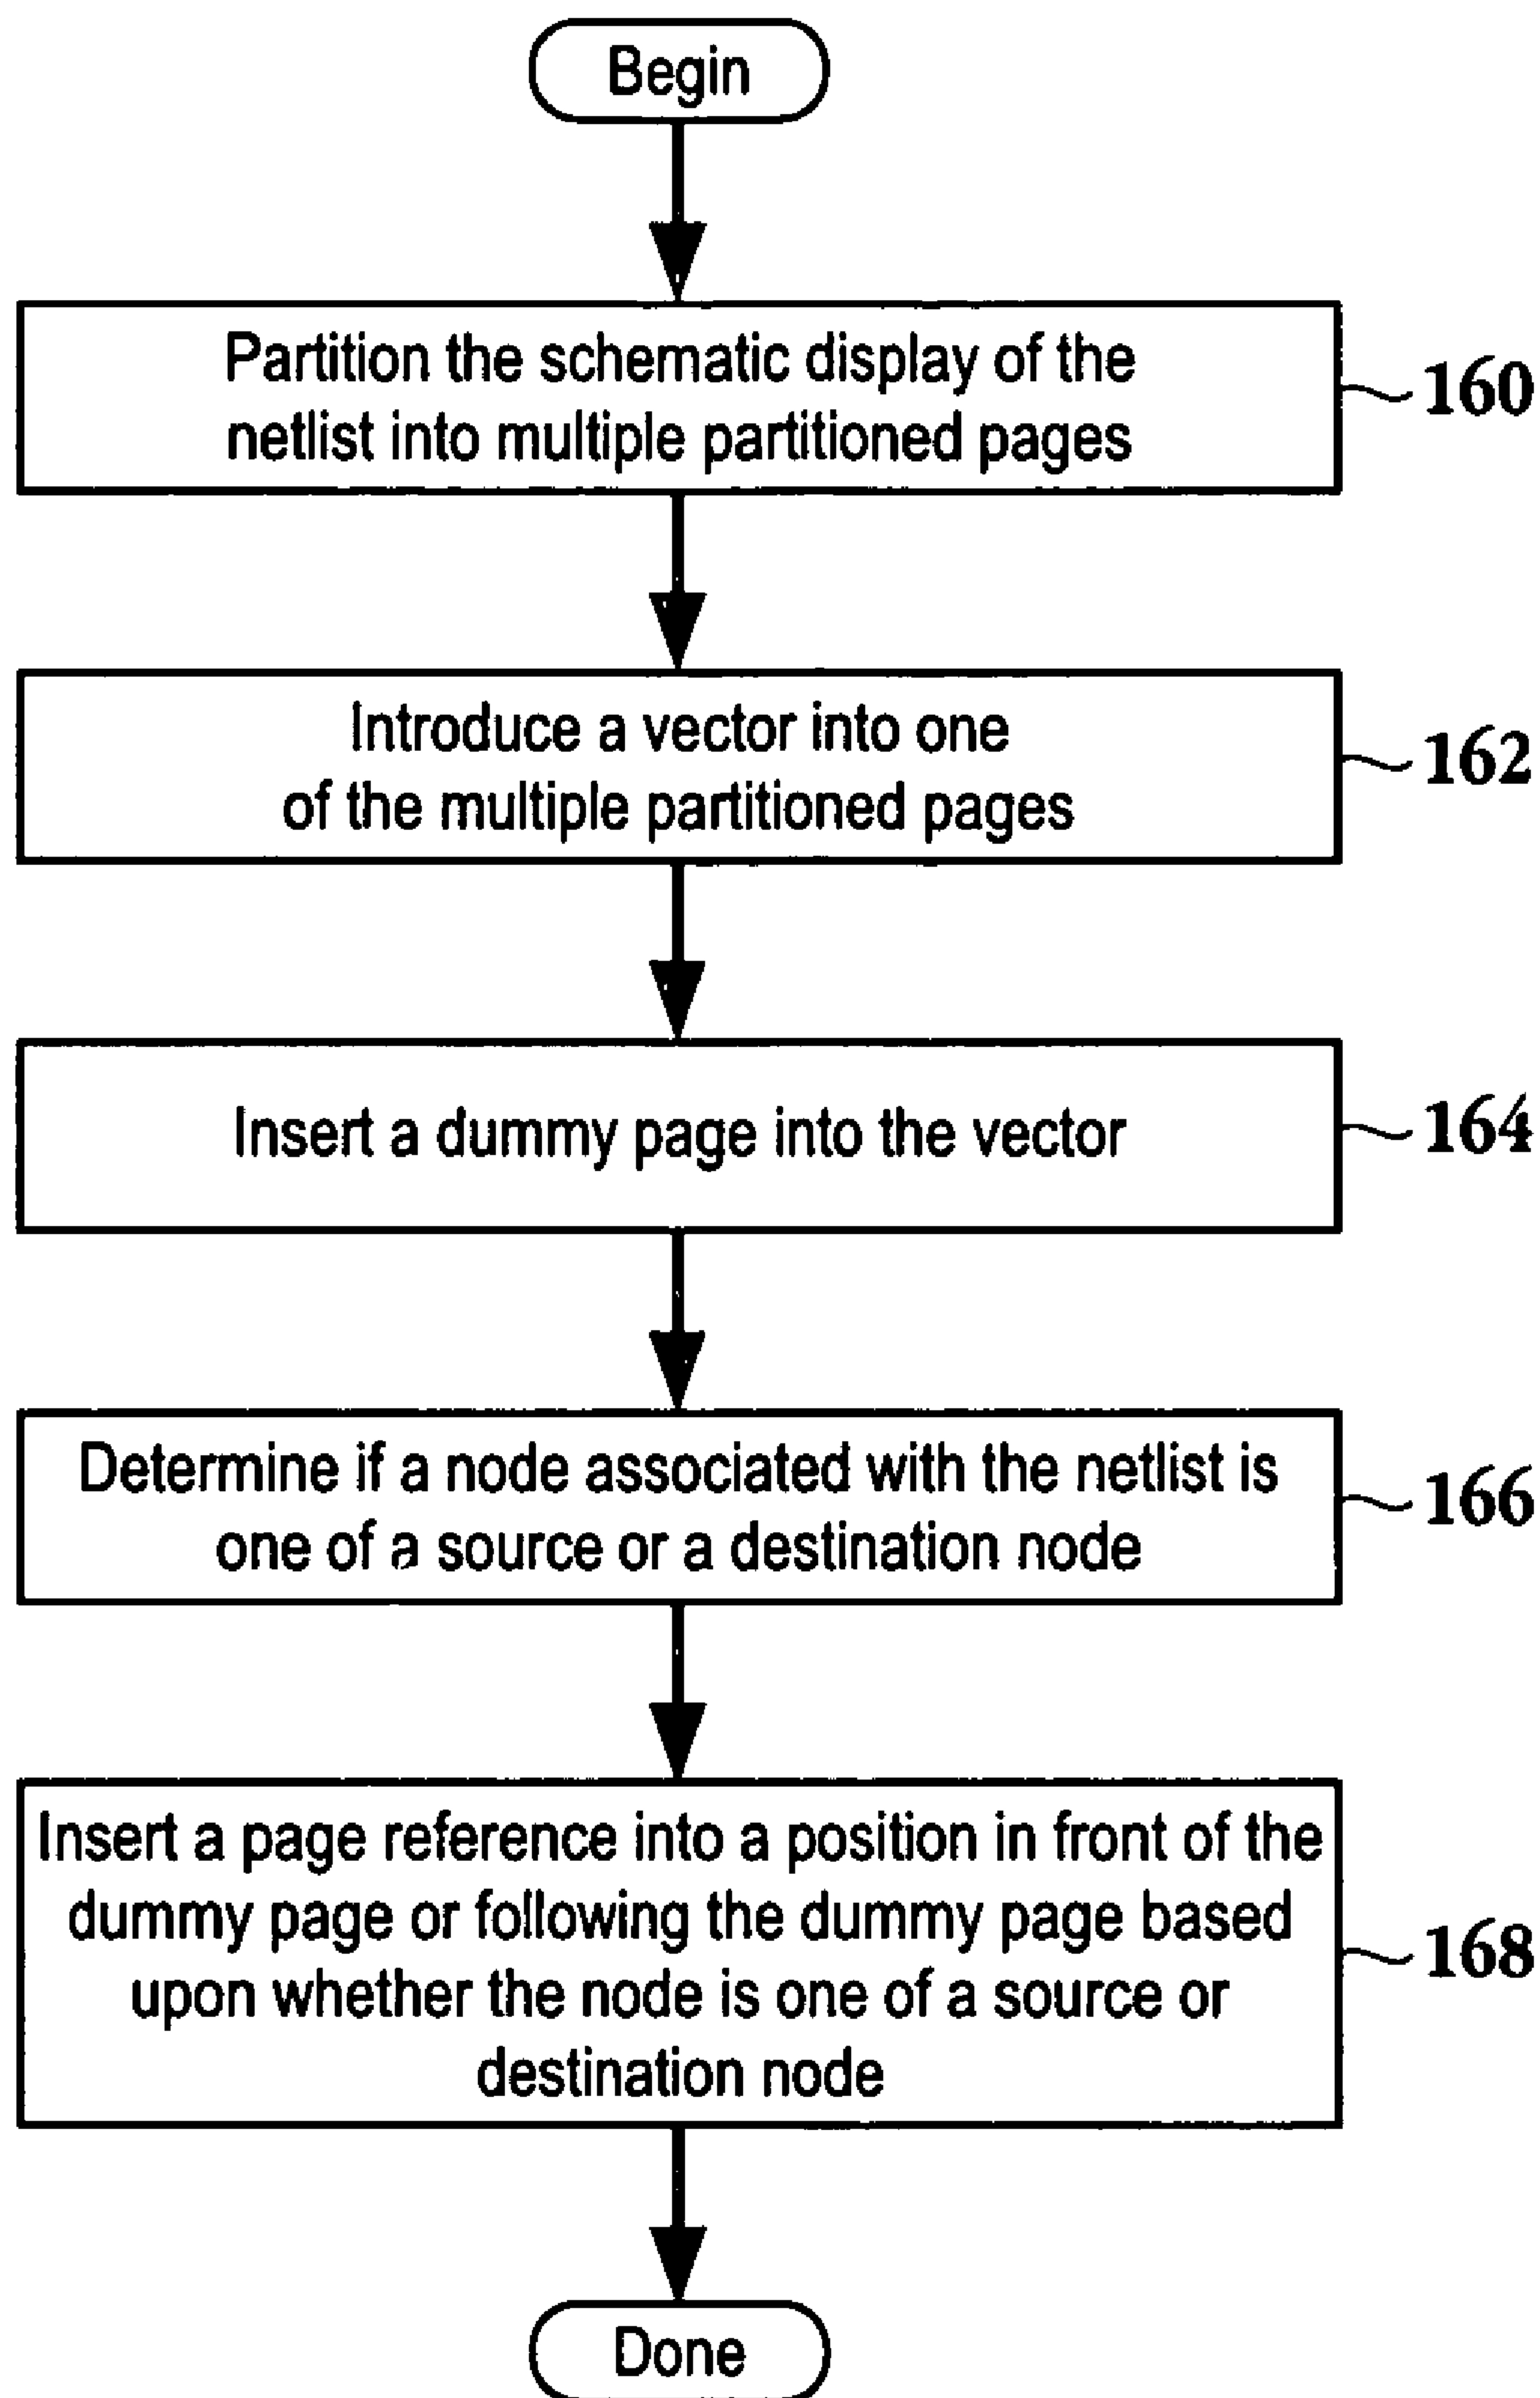 Begin
Partition the schematic display of the
netlist into multiple partitioned pages
160
Introduce a vector into one
of the multiple partitioned pages
162
Insert a dummy page into the vector
164
Determine if a node associated with the netlist is
one of a source or a destination node
166
Insert a page reference into a position in front of the
dummy page or following the dummy page based
upon whether the node is one of a source or
destination node
168
Done